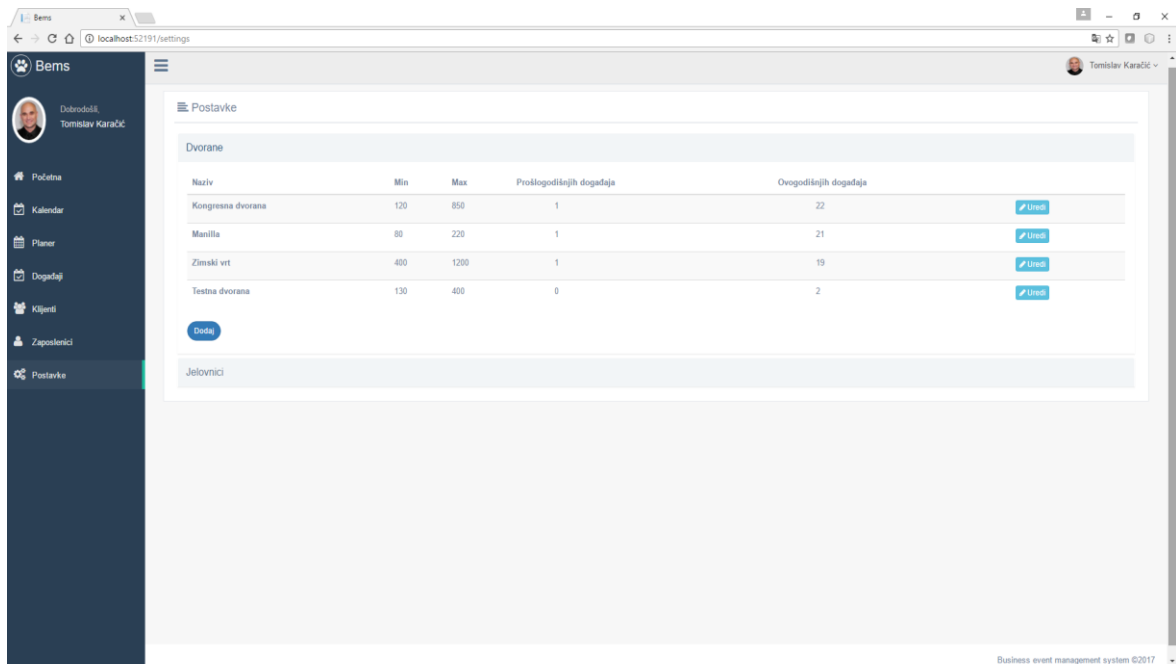 Bems
localhost:52191/settings
Bems
Tomislav Karačić
Dobrodošli,
Tomislav Karačić
Početna
Kalendar
Planer
Događaji
Klijenti
Zaposlenici
Postavke
Postavke
Dvorane
Naziv Min Max Prošlogodišnjih događaja Ovogodišnjih događaja
Kongresna dvorana 120 850 1 22 Uredi
Manilla 80 220 1 21 Uredi
Zimski vrt 400 1200 1 19 Uredi
Testna dvorana 130 400 0 2 Uredi
Dodaj
Jelovnici
Business event management system ©2017